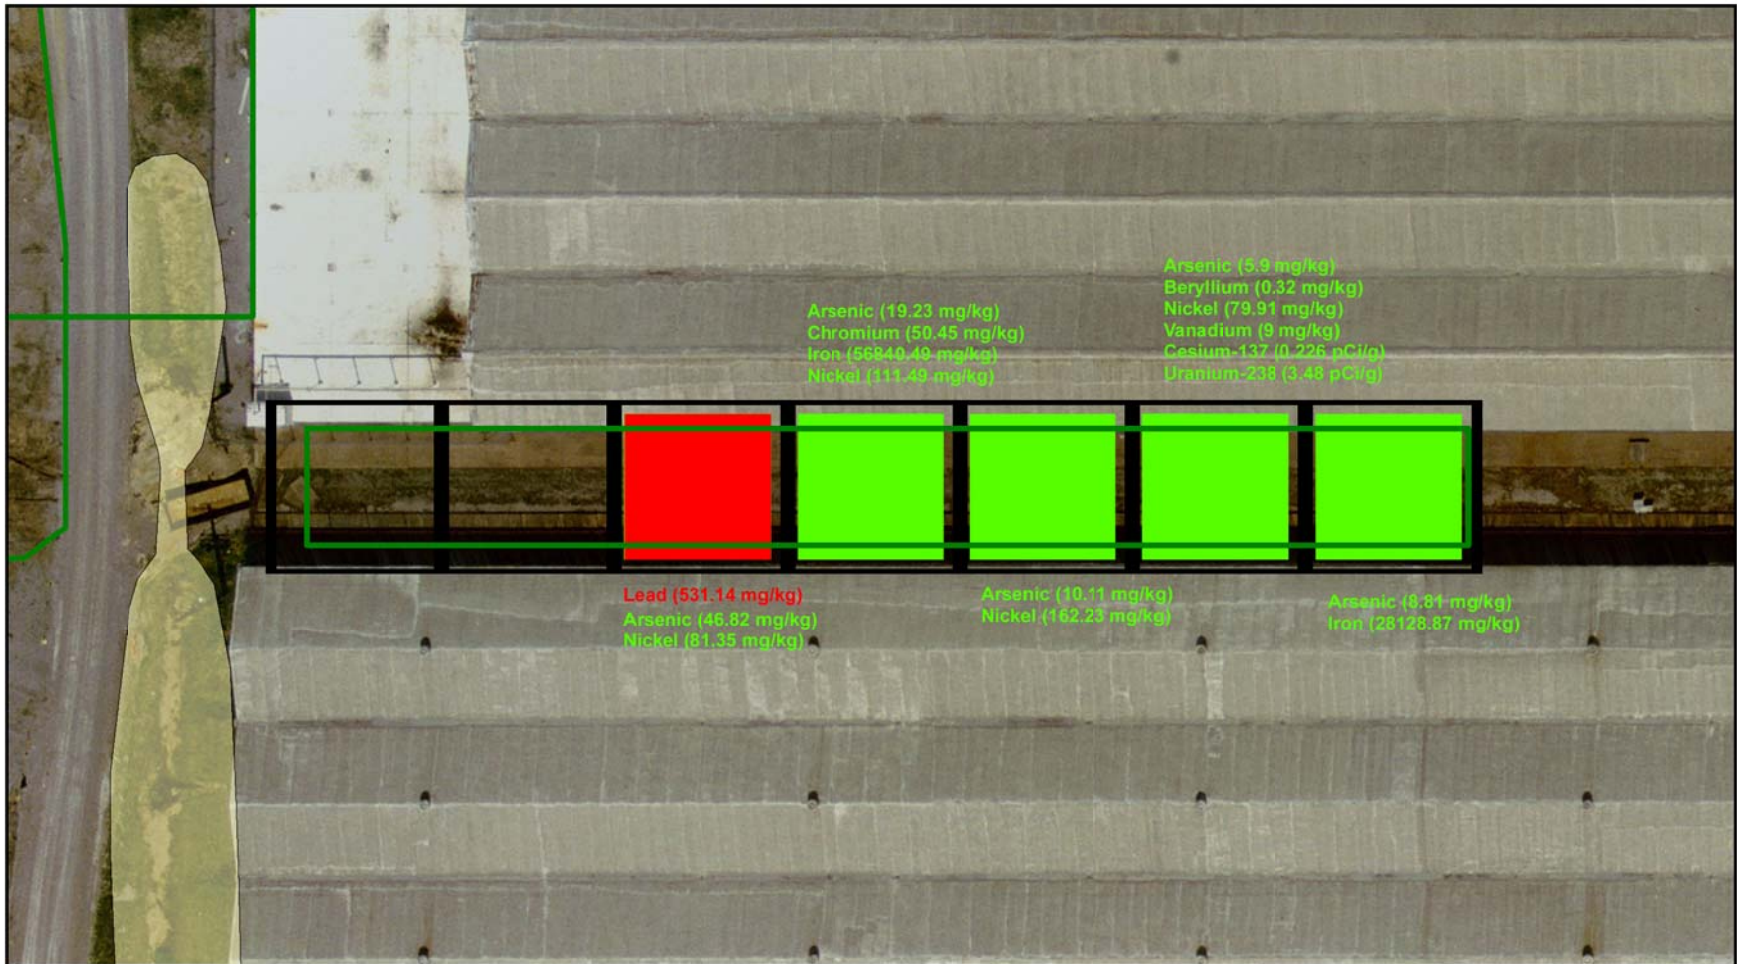 Arsenic (5.9 mg/kg)
Beryllium (0.32 mg/kg)
Nickel (79.91 mg/kg)
Vanadium (9 mg/kg)
Cesium-137 (0.226 pCi/g)
Uranium-238 (3.48 pCi/g)
Arsenic (19.23 mg/kg)
Chromium (50.45 mg/kg)
Iron (56840.49 mg/kg)
Nickel (111.49 mg/kg)
Lead (531.14 mg/kg)
Arsenic (46.82 mg/kg)
Nickel (81.35 mg/kg)
Arsenic (10.11 mg/kg)
Nickel (162.23 mg/kg)
Arsenic (8.81 mg/kg)
Iron (28128.87 mg/kg)